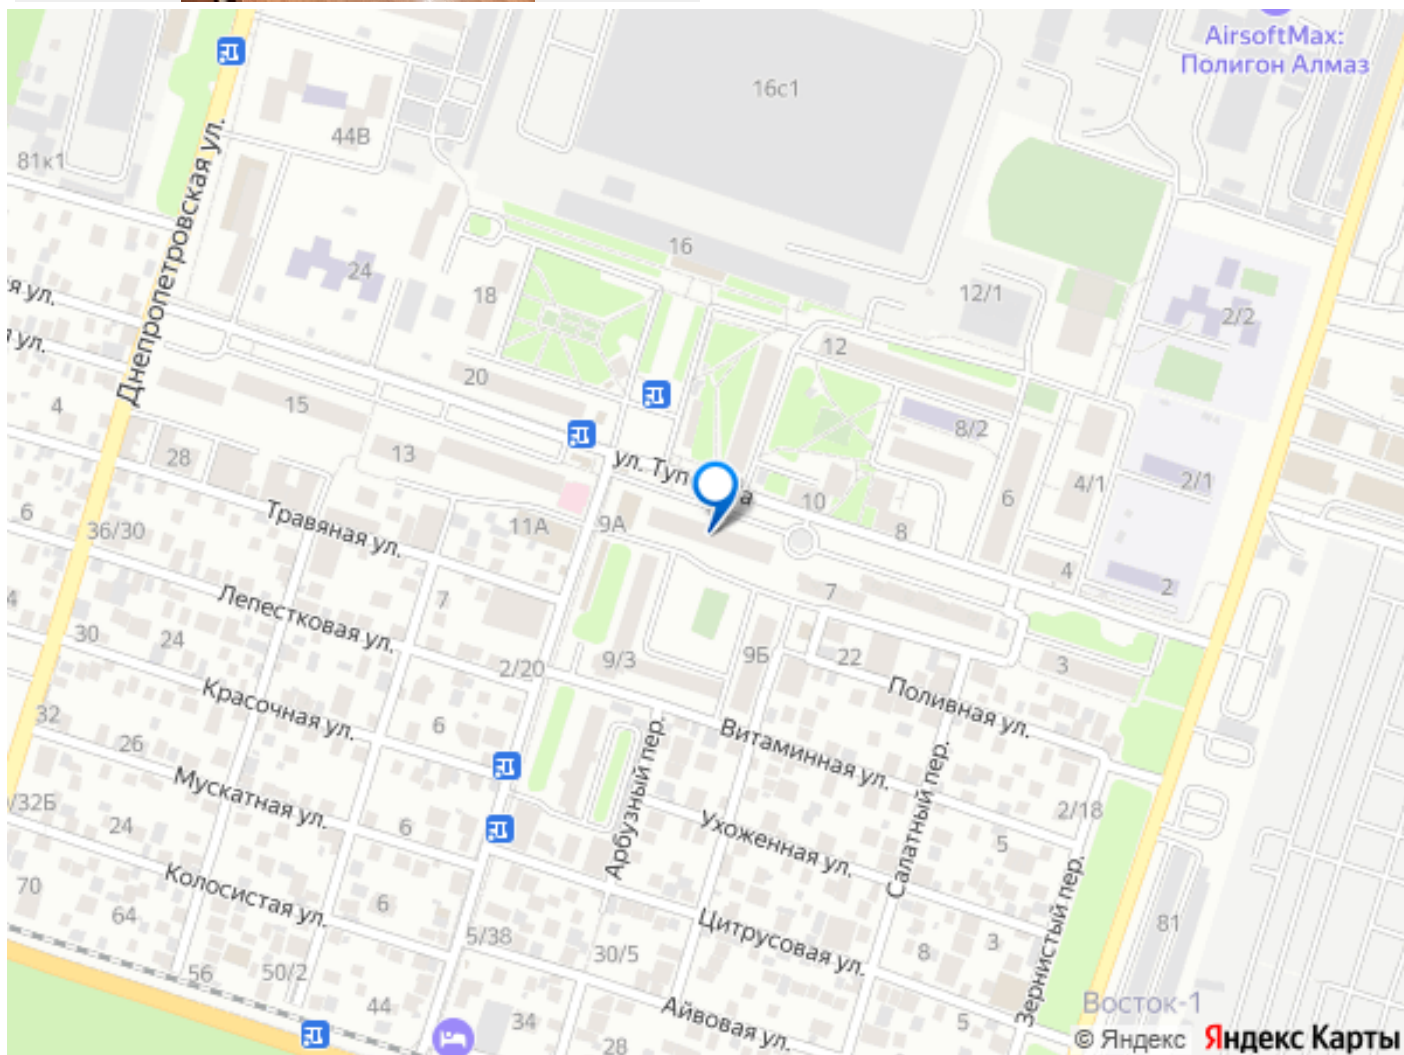 AirsoftMax:
Полигон Алмаз
16с1
44В
81к1
Днепропетровская ул.
16
24
18
12/1
2/2
я ул.
ул.
12
20
15
4
8/2
13
28
ул. Туп
а
10
6
4/1
2/1
6
36/30
Травяная ул.
11А
9А
8
4
2
7
7
4
Лепестковая ул.
30
24
2/20
9/3
9Б
22
3
Красочная ул.
Поливная ул.
32
26
6
Витаминная ул.
Арбузный пер.
Салатный пер.
Мускатная ул.
/32Б
24
6
Ухоженная ул.
5
2/18
Зернистый пер.
70
64
Колосистая ул.
6
5/38
30/5
Цитрусовая ул.
8
3
81
56
50/2
44
34
28
Айвовая ул.
5
Восток-1
© Яндекс Яндекс Карты